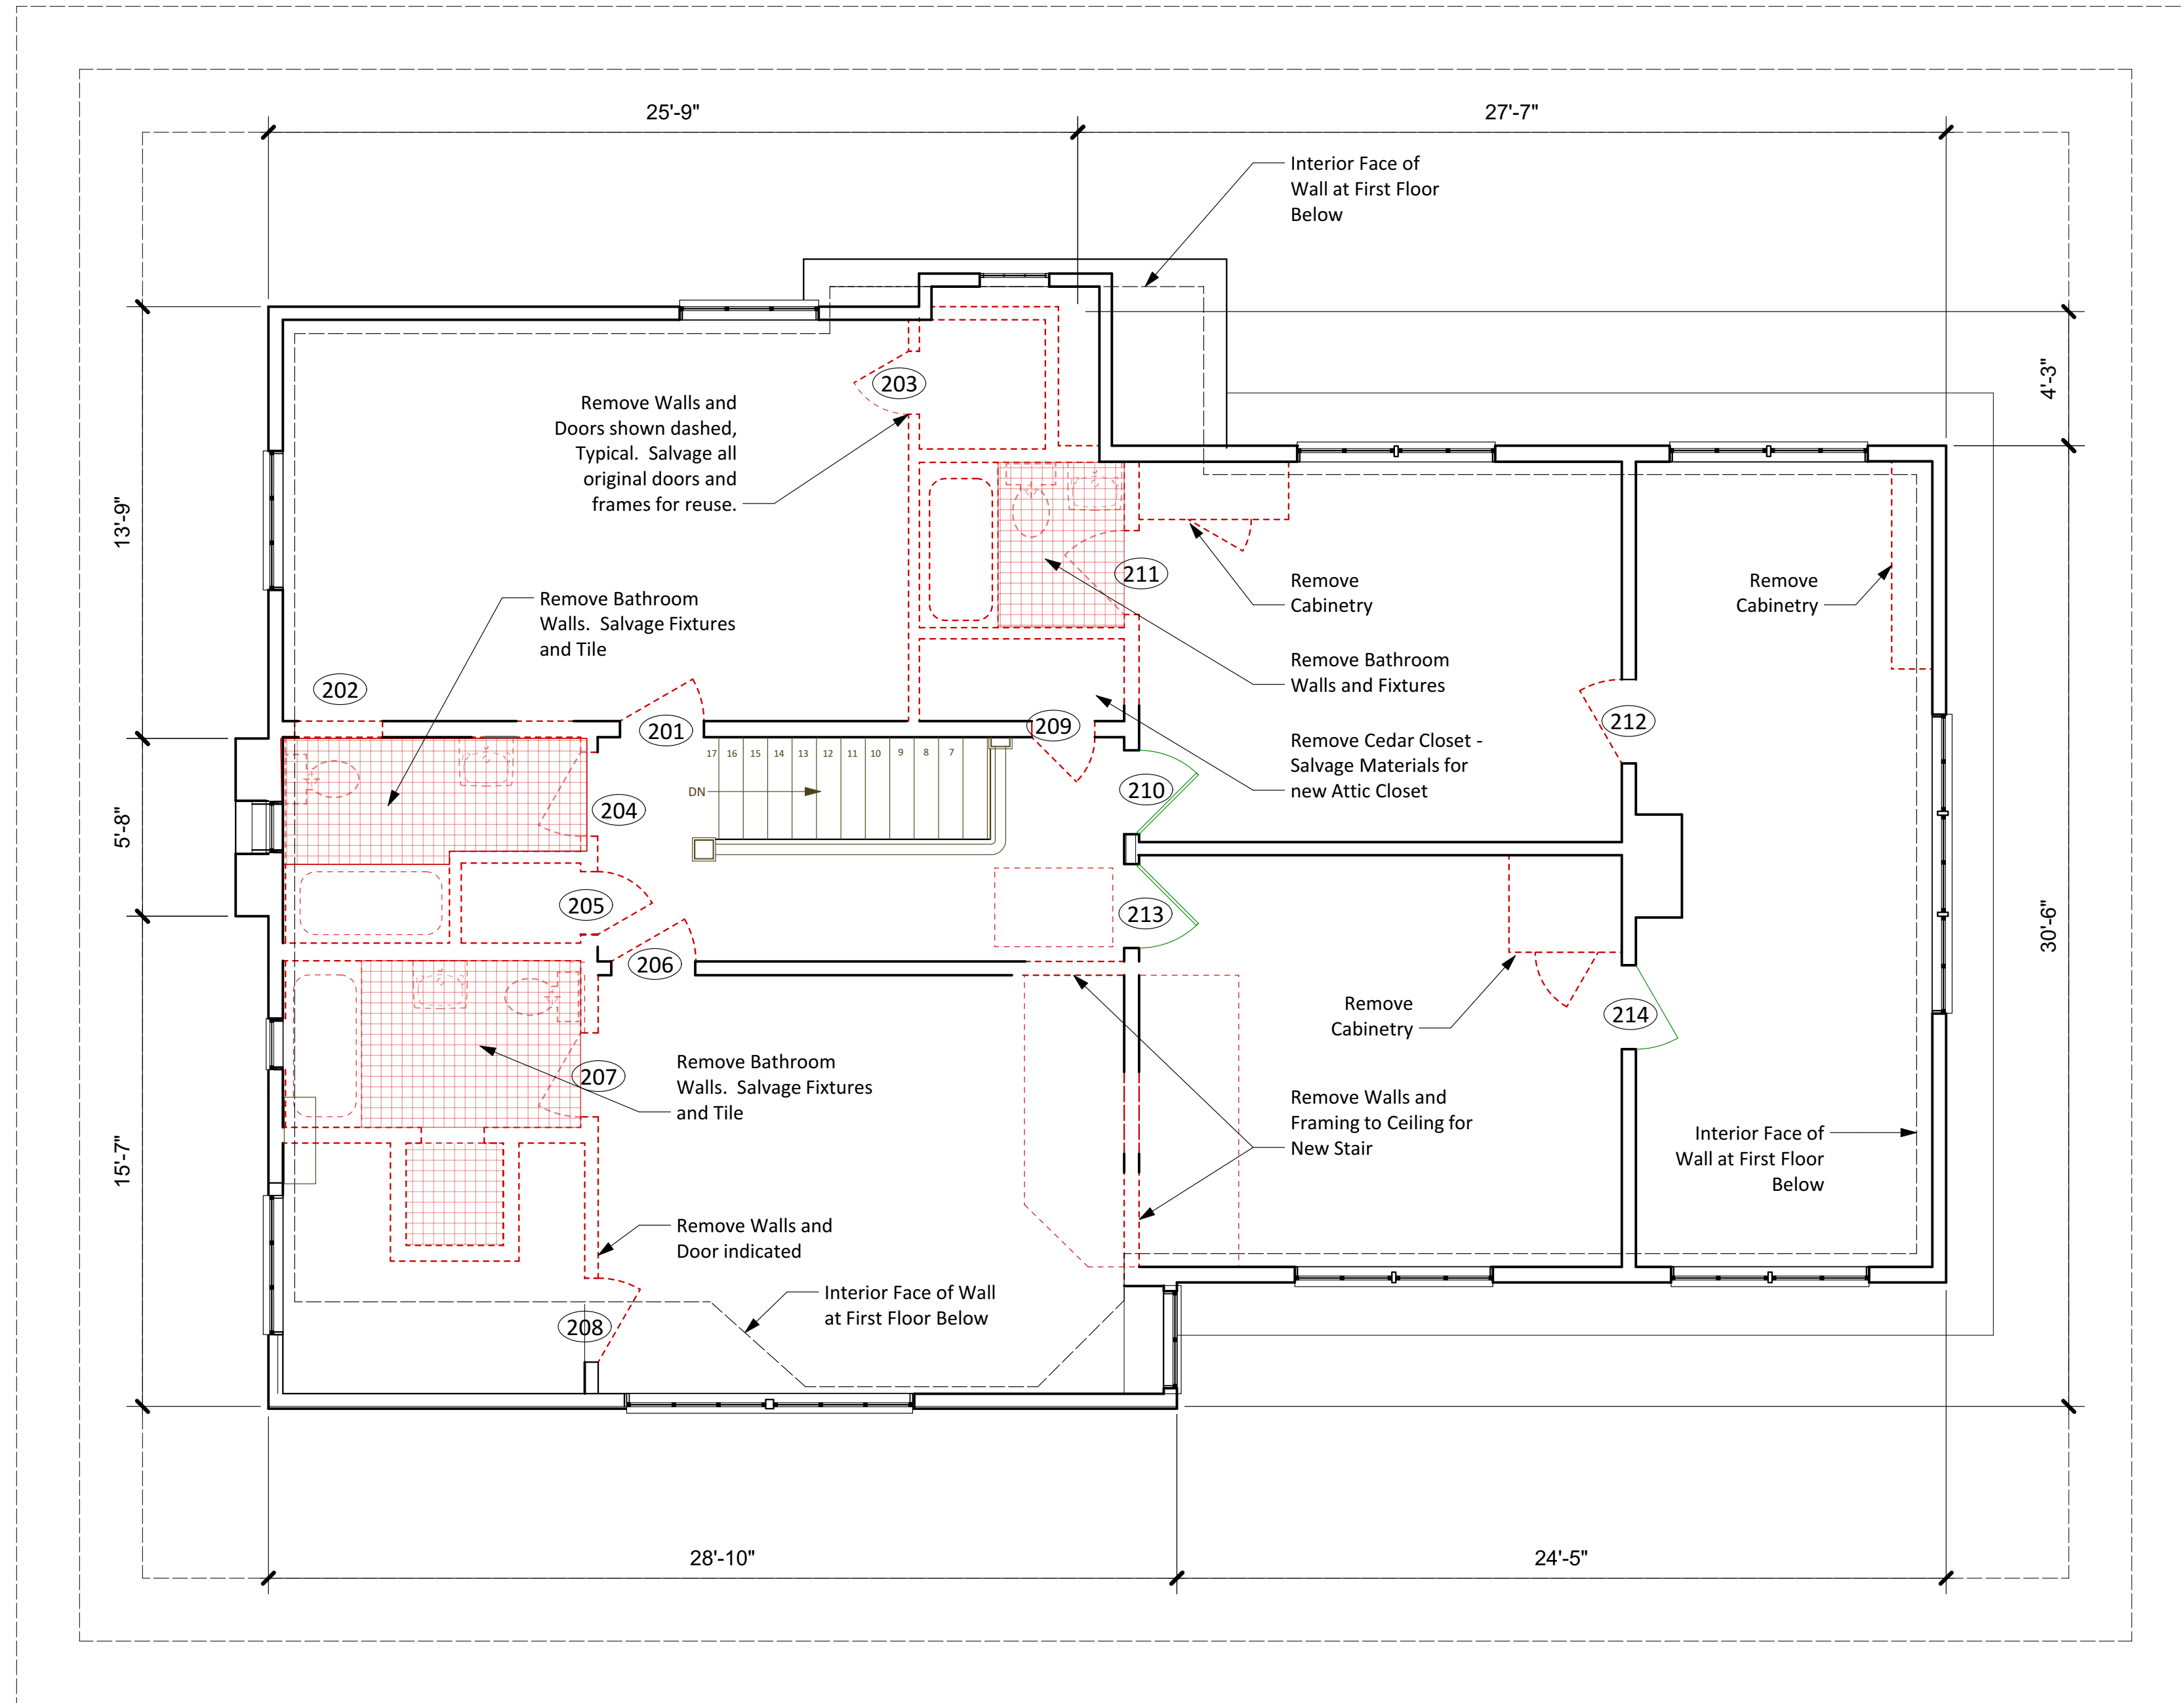 25'-9"
27'-7"
Interior Face of
Wall at First Floor
Below
4'-3"
203
Remove Walls and
Doors shown dashed,
Typical. Salvage all
original doors and
frames for reuse.
13'-9"
211
Remove
Cabinetry
Remove
Cabinetry
Remove Bathroom
Walls. Salvage Fixtures
and Tile
Remove Bathroom
Walls and Fixtures
202
201
209
212
Remove Cedar Closet -
Salvage Materials for
new Attic Closet
17 16 15 14 13 12 11 10 9 8 7
DN
204
210
5'-8"
205
213
30'-6"
206
Remove
Cabinetry
214
Remove Bathroom
Walls. Salvage Fixtures
and Tile
207
Remove Walls and
Framing to Ceiling for
New Stair
15'-7"
Interior Face of
Wall at First Floor
Below
Remove Walls and
Door indicated
Interior Face of Wall
at First Floor Below
208
28'-10"
24'-5"